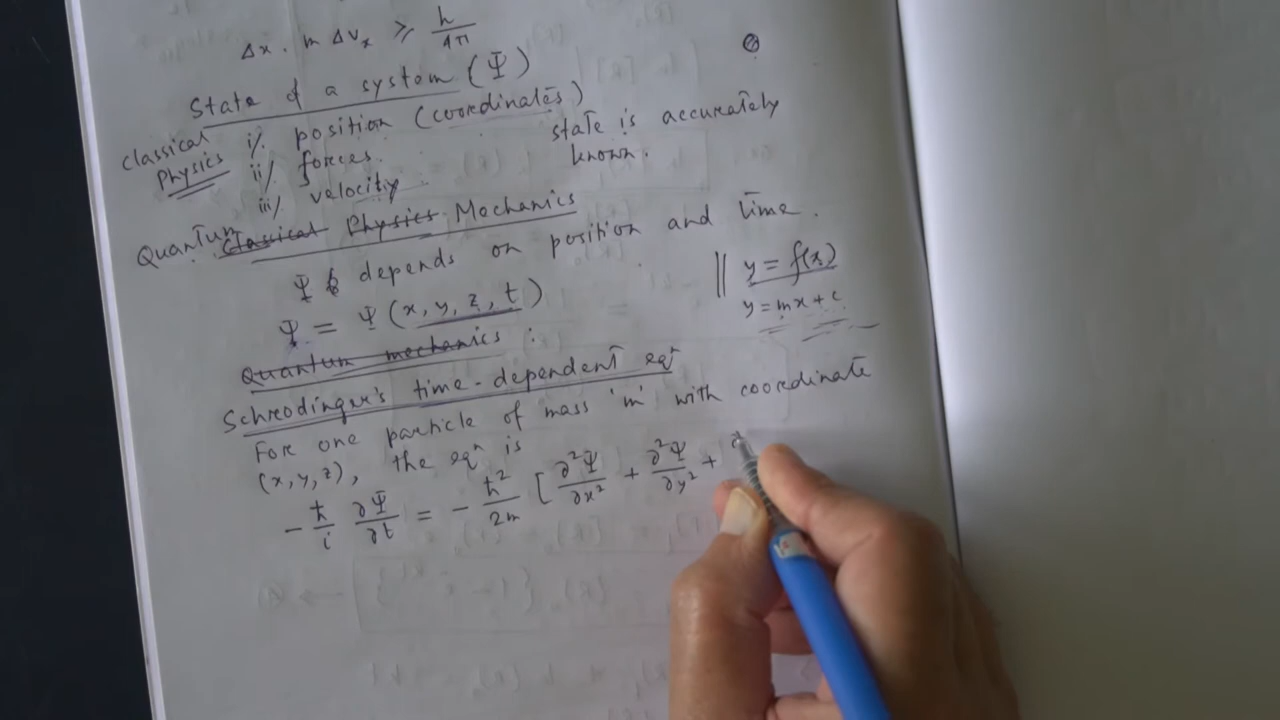 Δx . m Δvₓ ≥ h/4π
State of a system (Ψ)
Classical Physics
i/. position (coordinates)
ii/ forces
iii/ velocity
state is accurately
known.
Quantum Classical Physics Mechanics
Ψ depends on position and time.
Ψ = Ψ (x, y, z, t)
|| y = f(x)
y = mx + c
Quantum mechanics :
Schrodinger's time-dependent eqⁿ
For one particle of mass 'm' with coordinate
(x, y, z), the eqⁿ is
- ħ/i ∂Ψ/∂t = - ħ²/2m [ ∂²Ψ/∂x² + ∂²Ψ/∂y² + ∂